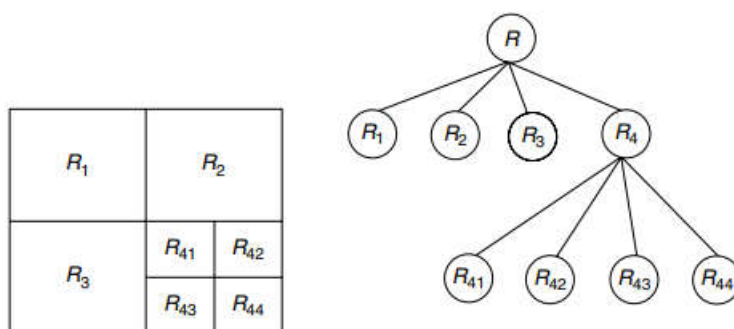 R
R₁ R₂ R₃ R₄
R₁ R₂
R₄₁ R₄₂
R₃
R₄₃ R₄₄
R₄₁ R₄₂ R₄₃ R₄₄